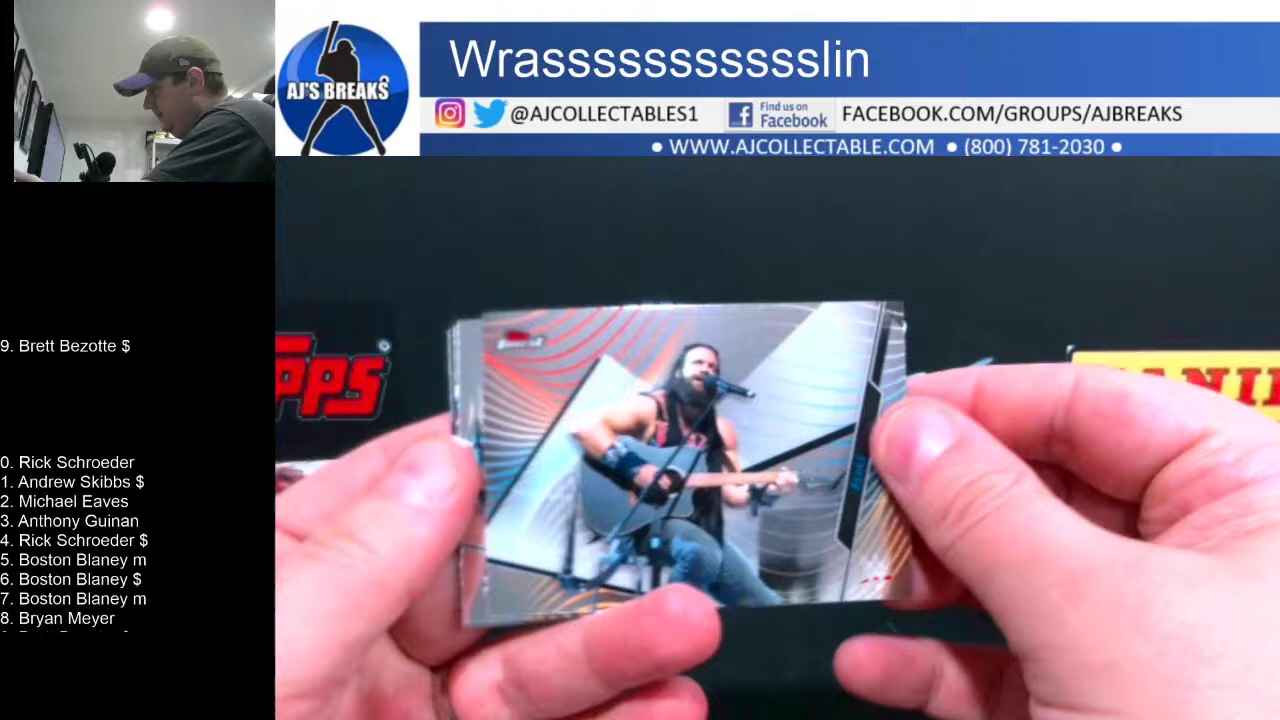 Wrasssssssssssslin
AJ'S BREAKS
@AJCOLLECTABLES1
Find us on
Facebook
FACEBOOK.COM/GROUPS/AJBREAKS
• WWW.AJCOLLECTABLE.COM • (800) 781-2030 •
9. Brett Bezotte $
0. Rick Schroeder
1. Andrew Skibbs $
2. Michael Eaves
3. Anthony Guinan
4. Rick Schroeder $
5. Boston Blaney m
6. Boston Blaney $
7. Boston Blaney m
8. Bryan Meyer